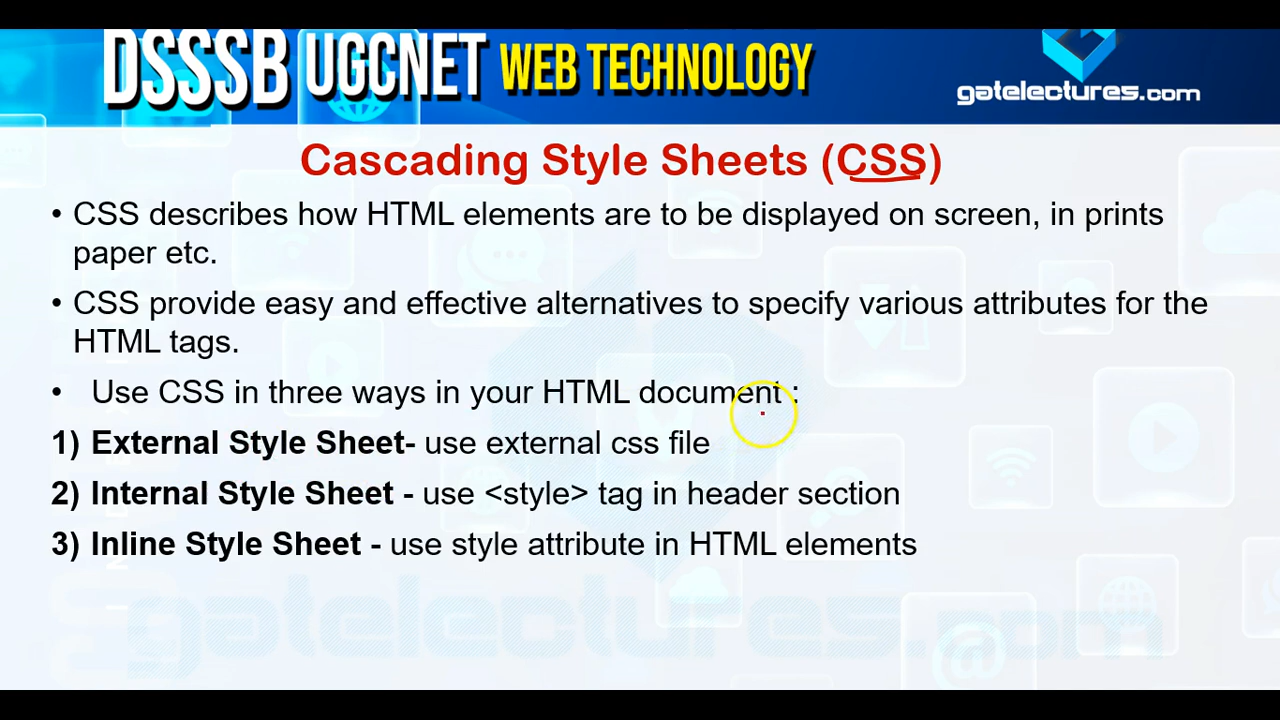 DSSSB UGCNET WEB TECHNOLOGY
gatelectures.com
Cascading Style Sheets (CSS)
• CSS describes how HTML elements are to be displayed on screen, in prints
paper etc.
• CSS provide easy and effective alternatives to specify various attributes for the
HTML tags.
• Use CSS in three ways in your HTML document :
1) External Style Sheet- use external css file
2) Internal Style Sheet - use <style> tag in header section
3) Inline Style Sheet - use style attribute in HTML elements
gatelectures.com